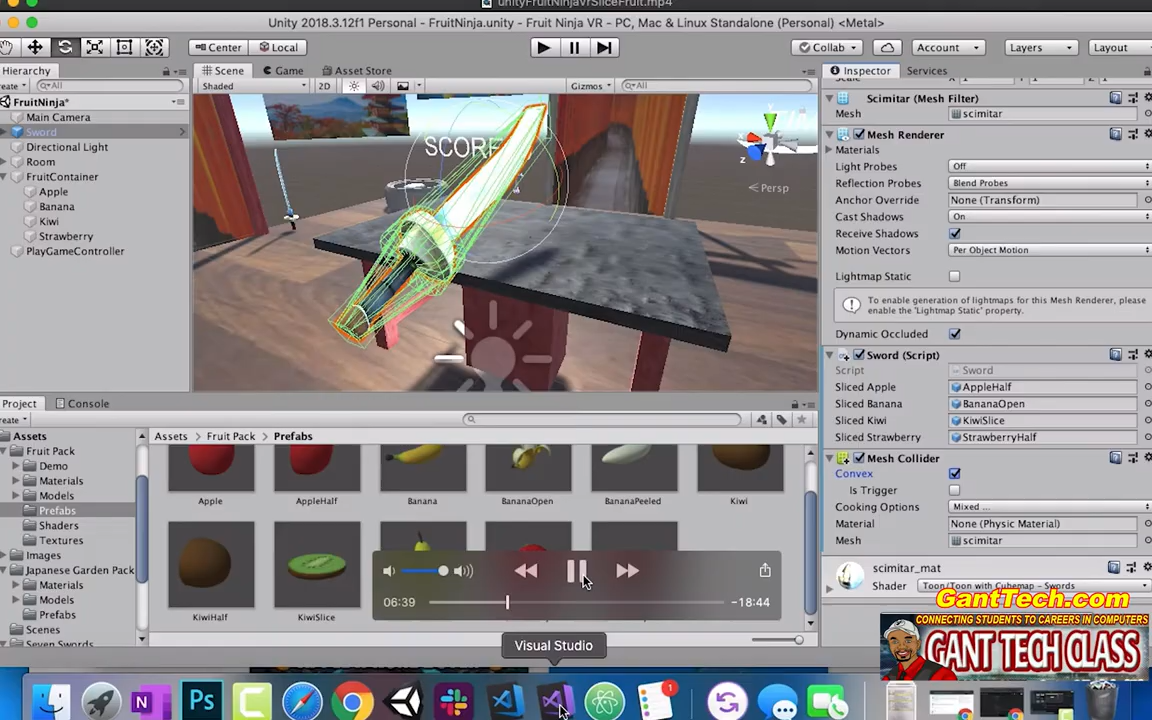 unityFruitNinjaVrSliceFruit.mp4
Unity 2018.3.12f1 Personal - FruitNinja.unity - Fruit Ninja VR - PC, Mac & Linux Standalone (Personal) <Metal>
Center
Local
Collab
Account
Layers
Layout
Hierarchy
Scene
Game
Asset Store
Inspector
Services
All
Shaded
2D
Gizmos
All
FruitNinja*
Main Camera
Sword
Directional Light
Room
FruitContainer
Apple
Banana
Kiwi
Strawberry
PlayGameController
SCORE
y
z
Persp
Scimitar (Mesh Filter)
Mesh
scimitar
Mesh Renderer
Materials
Light Probes
Off
Reflection Probes
Blend Probes
Anchor Override
None (Transform)
Cast Shadows
On
Receive Shadows
Motion Vectors
Per Object Motion
Lightmap Static
To enable generation of lightmaps for this Mesh Renderer, please
enable the "Lightmap Static" property.
Dynamic Occluded
Sword (Script)
Script
Sword
Sliced Apple
AppleHalf
Sliced Banana
BananaOpen
Sliced Kiwi
KiwiSlice
Sliced Strawberry
StrawberryHalf
Mesh Collider
Convex
Is Trigger
Cooking Options
Mixed ...
Material
None (Physic Material)
Mesh
scimitar
scimitar_mat
Shader
Toon/Toon with Cubemap - Swords
Project
Console
Assets
Fruit Pack
Demo
Materials
Models
Prefabs
Shaders
Textures
Images
Japanese Garden Pack
Materials
Models
Prefabs
Scenes
Seven Swords
Assets
Fruit Pack
Prefabs
Apple
AppleHalf
Banana
BananaOpen
BananaPeeled
Kiwi
KiwiHalf
KiwiSlice
06:39
-18:44
Visual Studio
N
Ps
C
1
GantTech.com
CONNECTING STUDENTS TO CAREERS IN COMPUTERS
GANT TECH CLASS